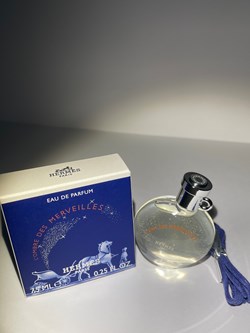 HERMÈS
PARIS
EAU DE PARFUM
L'OMBRE DES MERVEILLES
HERMÈS
7.5 ML ℮ 0.25 FL. OZ.